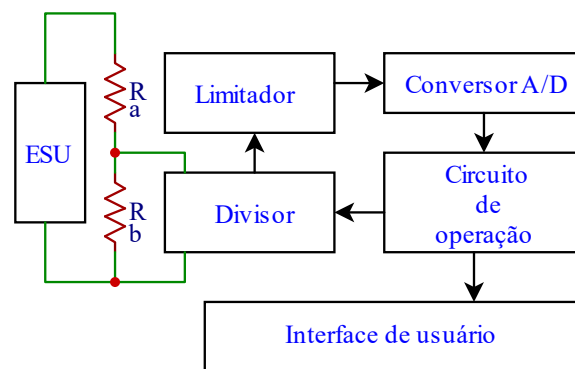 ESU
R
a
R
b
Limitador
Divisor
Conversor A/D
Circuito
de
operação
Interface de usuário